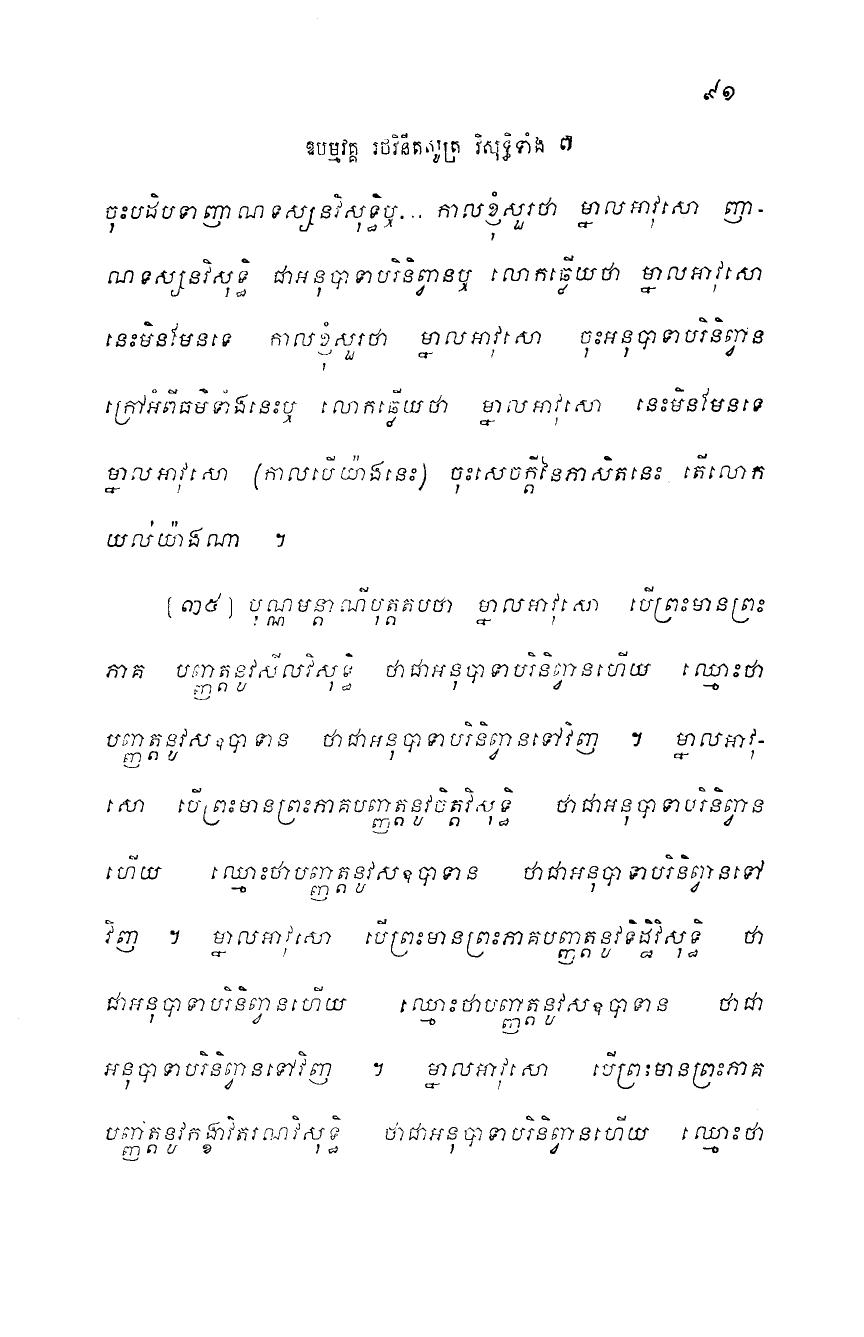 ៩១
ឱបម្មវគ្គ រថវិនីតសូត្រ វិសុទ្ធិទាំង ៧
ចុះបដិបទាញាណទស្សនវិសុទ្ធិឬ... កាលខ្ញុំសួរថា ម្នាលអាវុសោ ញា-
ណទស្សនវិសុទ្ធិ ជាអនុបាទាបរិនិព្វានឬ លោកឆ្លើយថា ម្នាលអាវុសោ
នេះមិនមែនទេ កាលខ្ញុំសួរថា ម្នាលអាវុសោ ចុះអនុបាទាបរិនិព្វាន
ក្រៅអំពីធម៌ទាំងនេះឬ លោកឆ្លើយថា ម្នាលអាវុសោ នេះមិនមែនទេ
ម្នាលអាវុសោ (កាលបើយ៉ាងនេះ) ចុះសេចក្តីនៃភាសិតនេះ តើលោក
យល់យ៉ាងណា ។
[៣៥] បុណ្ណមន្តាណីបុត្តតបថា ម្នាលអាវុសោ បើព្រះមានព្រះ
ភាគ បញ្ញត្តនូវសីលវិសុទ្ធិ ថាជាអនុបាទាបរិនិព្វានហើយ ឈ្មោះថា
បញ្ញត្តនូវសឧបាទាន ថាជាអនុបាទាបរិនិព្វានទៅវិញ ។ ម្នាលអាវុ-
សោ បើព្រះមានព្រះភាគបញ្ញត្តនូវចិត្តវិសុទ្ធិ ថាជាអនុបាទាបរិនិព្វាន
ហើយ ឈ្មោះថាបញ្ញត្តនូវសឧបាទាន ថាជាអនុបាទាបរិនិព្វានទៅ
វិញ ។ ម្នាលអាវុសោ បើព្រះមានព្រះភាគបញ្ញត្តនូវទិដ្ឋិវិសុទ្ធិ ថា
ជាអនុបាទាបរិនិព្វានហើយ ឈ្មោះថាបញ្ញត្តនូវសឧបាទាន ថាជា
អនុបាទាបរិនិព្វានទៅវិញ ។ ម្នាលអាវុសោ បើព្រះមានព្រះភាគ
បញ្ញត្តនូវកង្ខាវិតរណវិសុទ្ធិ ថាជាអនុបាទាបរិនិព្វានហើយ ឈ្មោះថា